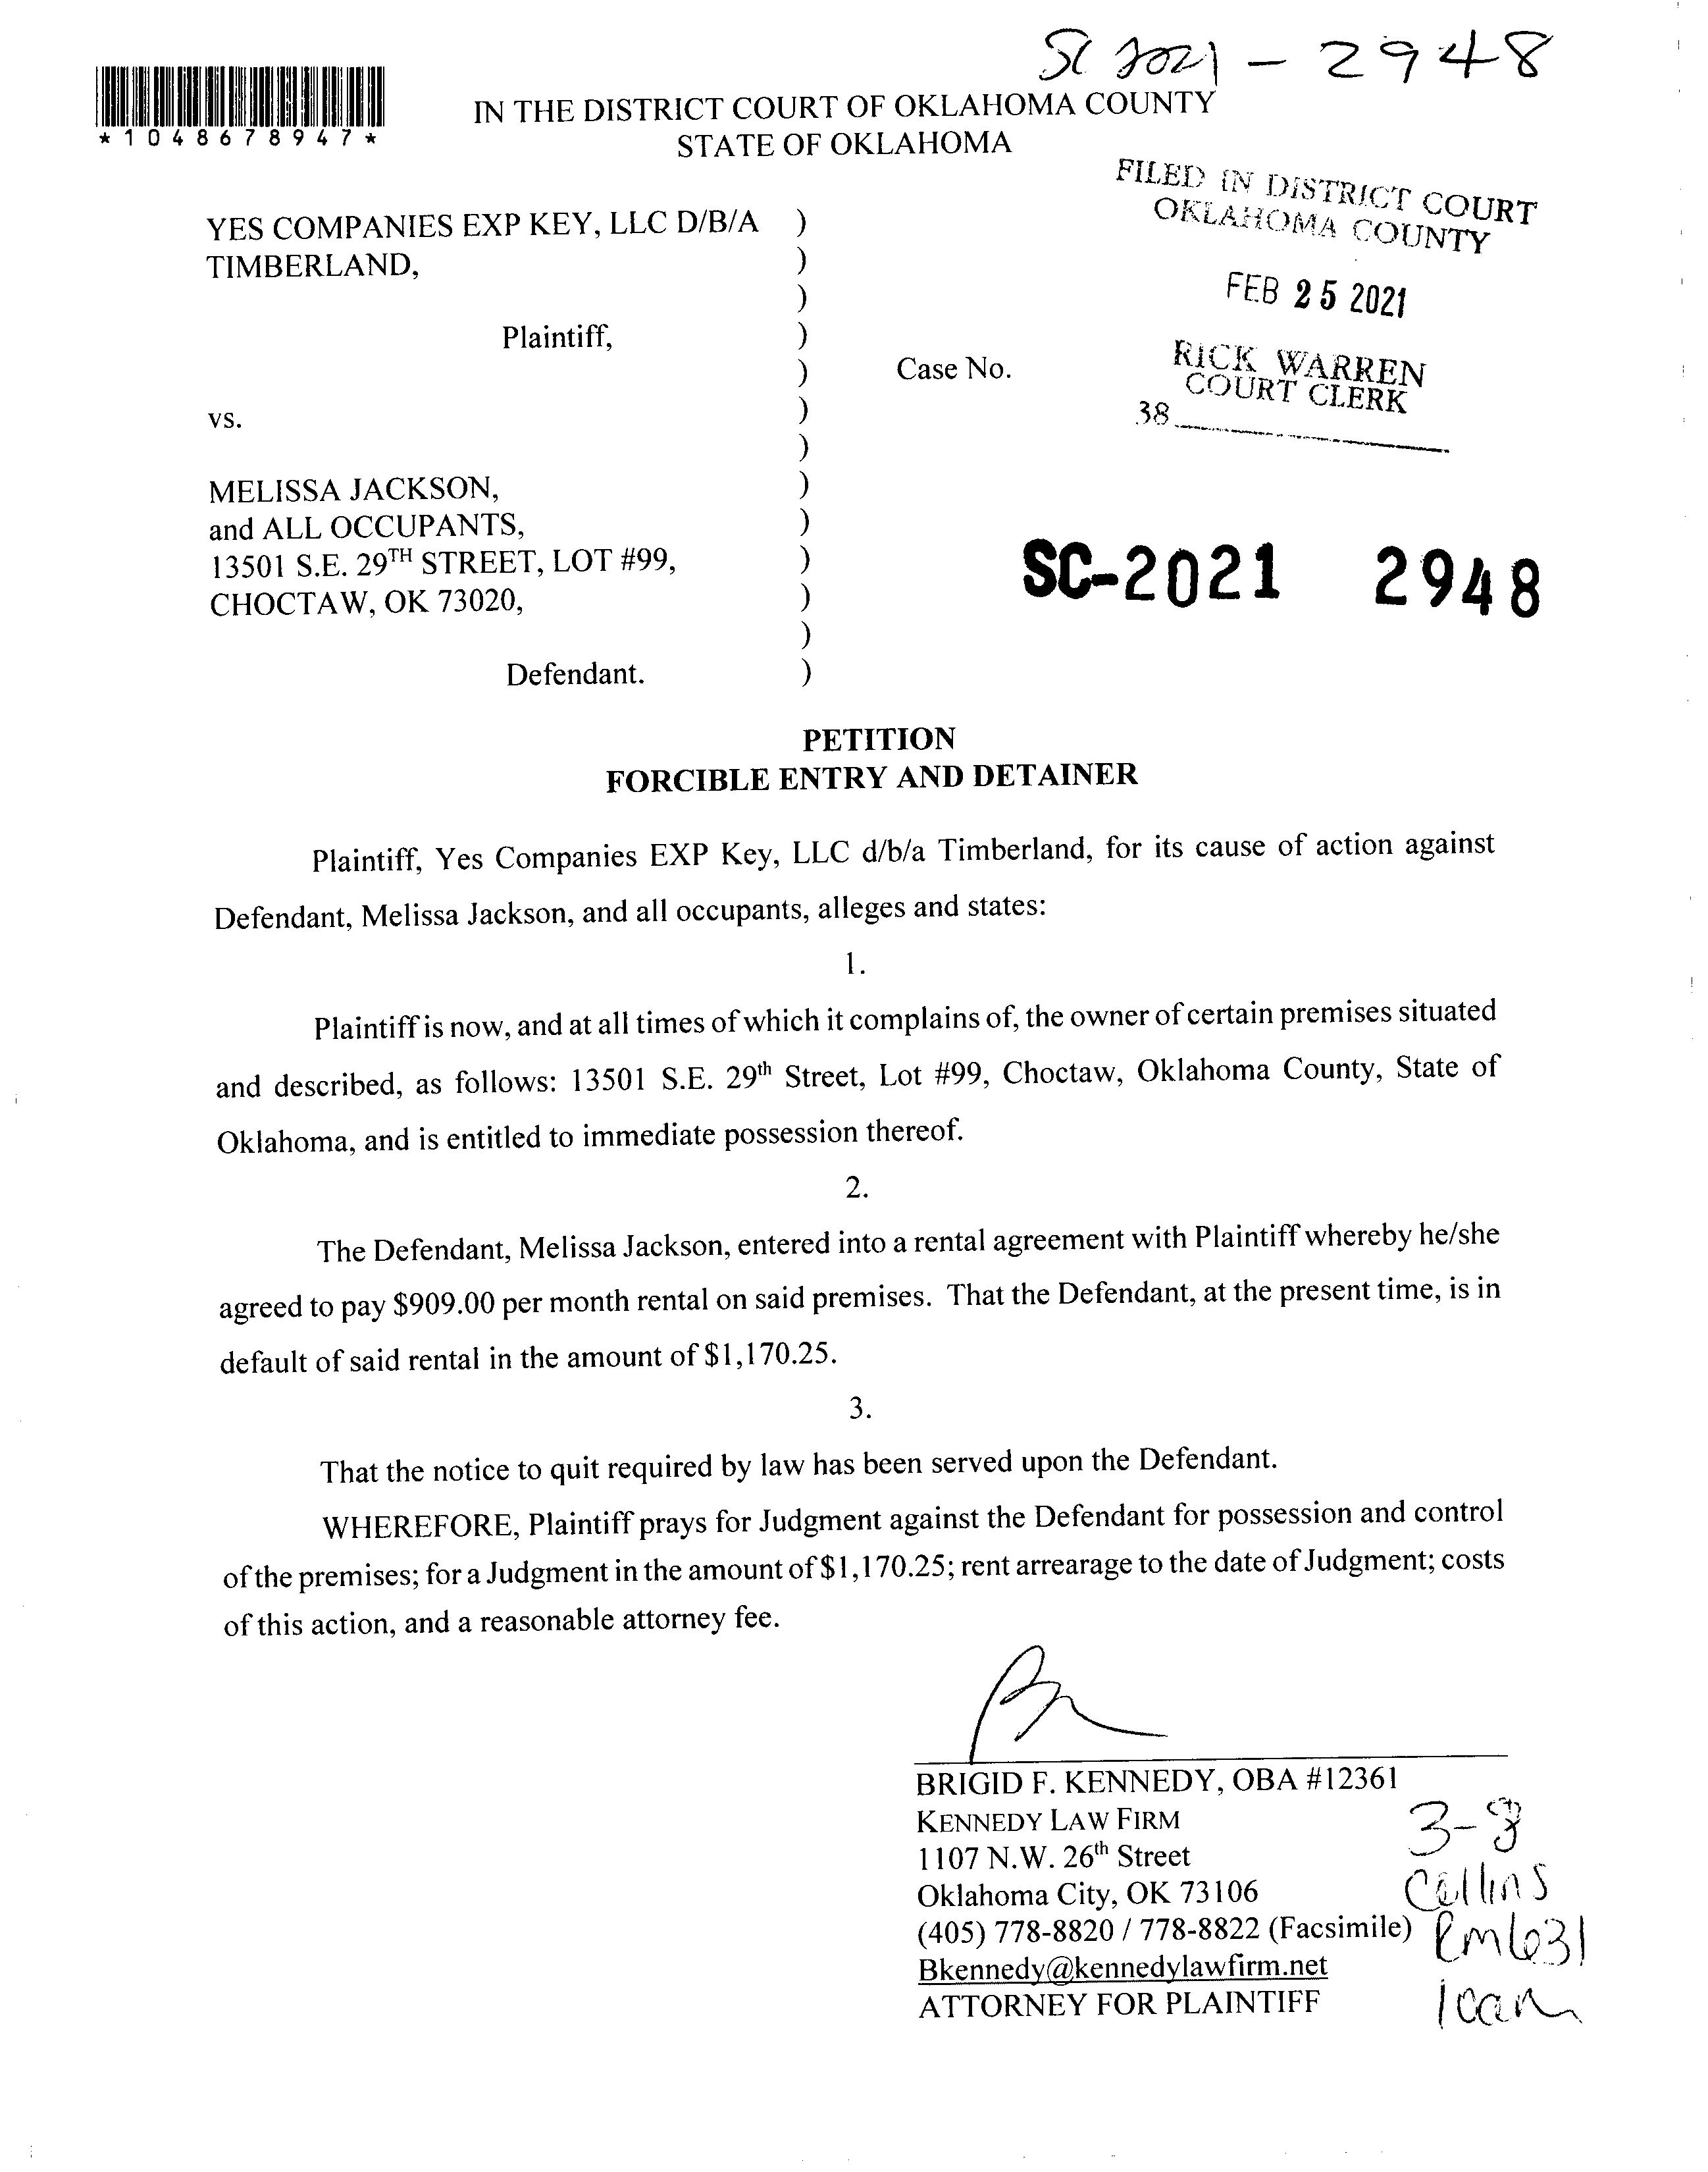 SC 2021 - 2948
*1048678947*
IN THE DISTRICT COURT OF OKLAHOMA COUNTY
STATE OF OKLAHOMA
FILED IN DISTRICT COURT
OKLAHOMA COUNTY
FEB 25 2021
RICK WARREN
COURT CLERK
38
YES COMPANIES EXP KEY, LLC D/B/A )
TIMBERLAND, )
)
Plaintiff, )
) Case No.
vs. )
)
MELISSA JACKSON, )
and ALL OCCUPANTS, )
13501 S.E. 29TH STREET, LOT #99, )
CHOCTAW, OK 73020, )
)
Defendant. )
SC-2021 2948
PETITION
FORCIBLE ENTRY AND DETAINER
Plaintiff, Yes Companies EXP Key, LLC d/b/a Timberland, for its cause of action against
Defendant, Melissa Jackson, and all occupants, alleges and states:
1.
Plaintiff is now, and at all times of which it complains of, the owner of certain premises situated
and described, as follows: 13501 S.E. 29th Street, Lot #99, Choctaw, Oklahoma County, State of
Oklahoma, and is entitled to immediate possession thereof.
2.
The Defendant, Melissa Jackson, entered into a rental agreement with Plaintiff whereby he/she
agreed to pay $909.00 per month rental on said premises. That the Defendant, at the present time, is in
default of said rental in the amount of $1,170.25.
3.
That the notice to quit required by law has been served upon the Defendant.
WHEREFORE, Plaintiff prays for Judgment against the Defendant for possession and control
of the premises; for a Judgment in the amount of $1,170.25; rent arrearage to the date of Judgment; costs
of this action, and a reasonable attorney fee.
BRIGID F. KENNEDY, OBA #12361
KENNEDY LAW FIRM
1107 N.W. 26th Street
Oklahoma City, OK 73106
(405) 778-8820 / 778-8822 (Facsimile)
Bkennedy@kennedylawfirm.net
ATTORNEY FOR PLAINTIFF
Collins
Rm 631